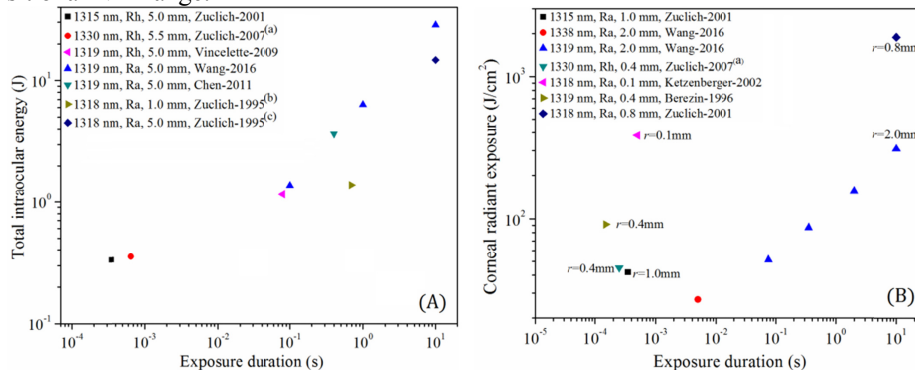 1315 nm, Rh, 5.0 mm, Zuclich-2001
1330 nm, Rh, 5.5 mm, Zuclich-2007(a)
1319 nm, Rh, 5.0 mm, Vincelette-2009
1319 nm, Ra, 5.0 mm, Wang-2016
1319 nm, Ra, 5.0 mm, Chen-2011
1318 nm, Ra, 1.0 mm, Zuclich-1995(b)
1318 nm, Ra, 5.0 mm, Zuclich-1995(c)
Total intraocular energy (J)
10²
10¹
10⁰
10⁻¹
(A)
10⁻⁴ 10⁻³ 10⁻² 10⁻¹ 10⁰ 10¹
Exposure duration (s)
1315 nm, Ra, 1.0 mm, Zuclich-2001
1338 nm, Ra, 2.0 mm, Wang-2016
1319 nm, Ra, 2.0 mm, Wang-2016
1330 nm, Rh, 0.4 mm, Zuclich-2007(a)
1318 nm, Ra, 0.1 mm, Ketzenberger-2002
1319 nm, Ra, 0.4 mm, Berezin-1996
1318 nm, Ra, 0.8 mm, Zuclich-2001
r=0.8mm
r=0.1mm
r=2.0mm
r=0.4mm
r=0.4mm
r=1.0mm
Corneal radiant exposure (J/cm²)
10³
10²
(B)
10⁻⁵ 10⁻⁴ 10⁻³ 10⁻² 10⁻¹ 10⁰ 10¹
Exposure duration (s)